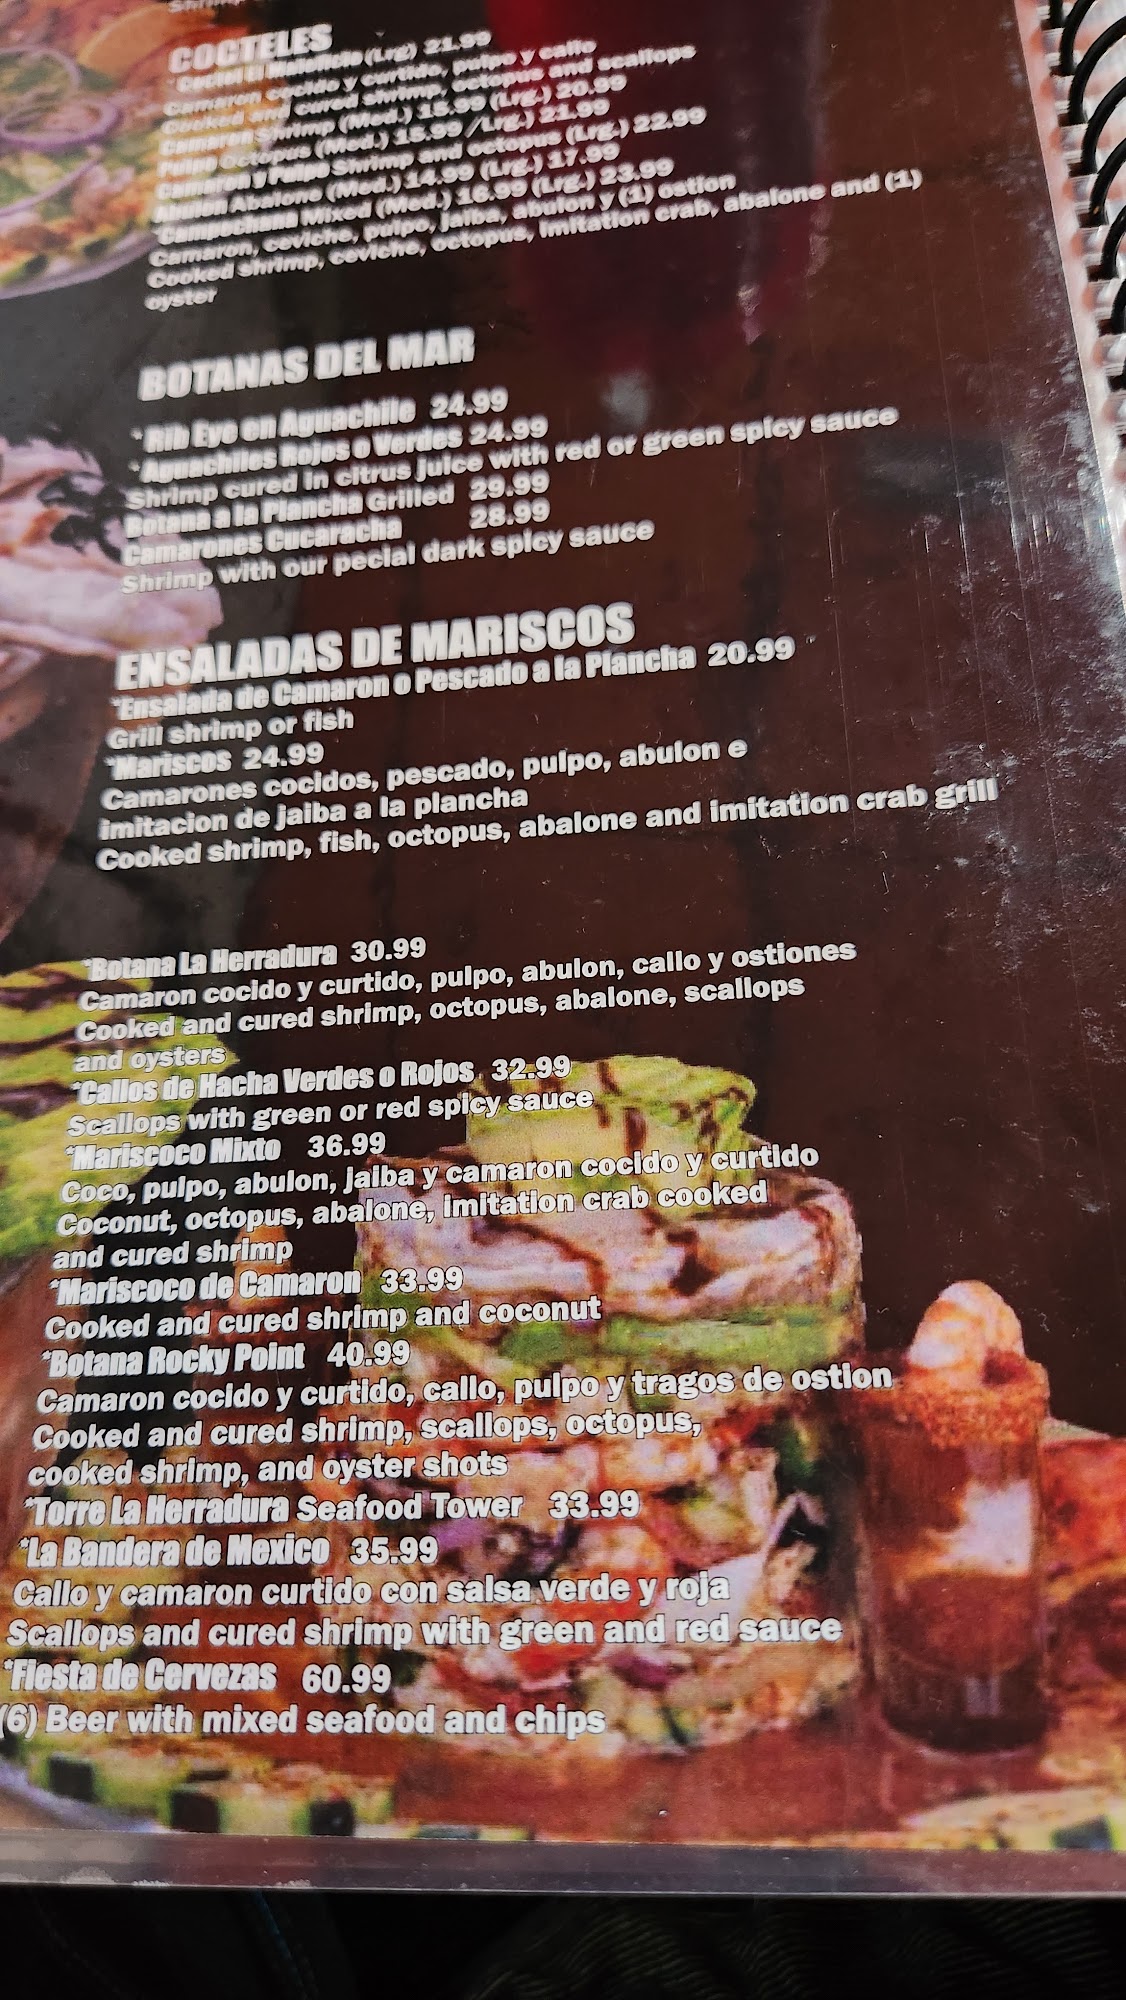 COCTELES
(Lrg) 21.99
Camaron cocido y curtido, pulpo y callo
Cooked and cured shrimp, octopus and scallops
Camaron Shrimp (Med.) 15.99 (Lrg.) 20.99
Pulpo Octopus (Med.) 15.99 /Lrg.) 21.99
Camaron Y Pulpo Shrimp and octopus (Lrg.) 22.99
Abulon Abalone (Med.) 14.99 (Lrg.) 17.99
Campechana Mixed (Med.) 16.99 (Lrg.) 23.99
Camaron, ceviche, pulpo, jaiba, abulon y (1) ostion
Cooked shrimp, ceviche, octopus, imitation crab, abalone and (1)
oyster
BOTANAS DEL MAR
*Rib Eye en Aguachile 24.99
*Aguachiles Rojos o Verdes 24.99
Shrimp cured in citrus juice with red or green spicy sauce
Botana a la Plancha Grilled 29.99
Camarones Cucaracha 28.99
Shrimp with our pecial dark spicy sauce
ENSALADAS DE MARISCOS
*Ensalada de Camaron o Pescado a la Plancha 20.99
Grill shrimp or fish
*Mariscos 24.99
Camarones cocidos, pescado, pulpo, abulon e
imitacion de jaiba a la plancha
Cooked shrimp, fish, octopus, abalone and imitation crab grill
*Botana La Herradura 30.99
Camaron cocido y curtido, pulpo, abulon, callo y ostiones
Cooked and cured shrimp, octopus, abalone, scallops
and oysters
*Callos de Hacha Verdes o Rojos 32.99
Scallops with green or red spicy sauce
*Mariscoco Mixto 36.99
Coco, pulpo, abulon, jaiba y camaron cocido y curtido
Coconut, octopus, abalone, imitation crab cooked
and cured shrimp
*Mariscoco de Camaron 33.99
Cooked and cured shrimp and coconut
*Botana Rocky Point 40.99
Camaron cocido y curtido, callo, pulpo y tragos de ostion
Cooked and cured shrimp, scallops, octopus,
cooked shrimp, and oyster shots
*Torre La Herradura Seafood Tower 33.99
*La Bandera de Mexico 35.99
Callo y camaron curtido con salsa verde y roja
Scallops and cured shrimp with green and red sauce
*Fiesta de Cervezas 60.99
(6) Beer with mixed seafood and chips